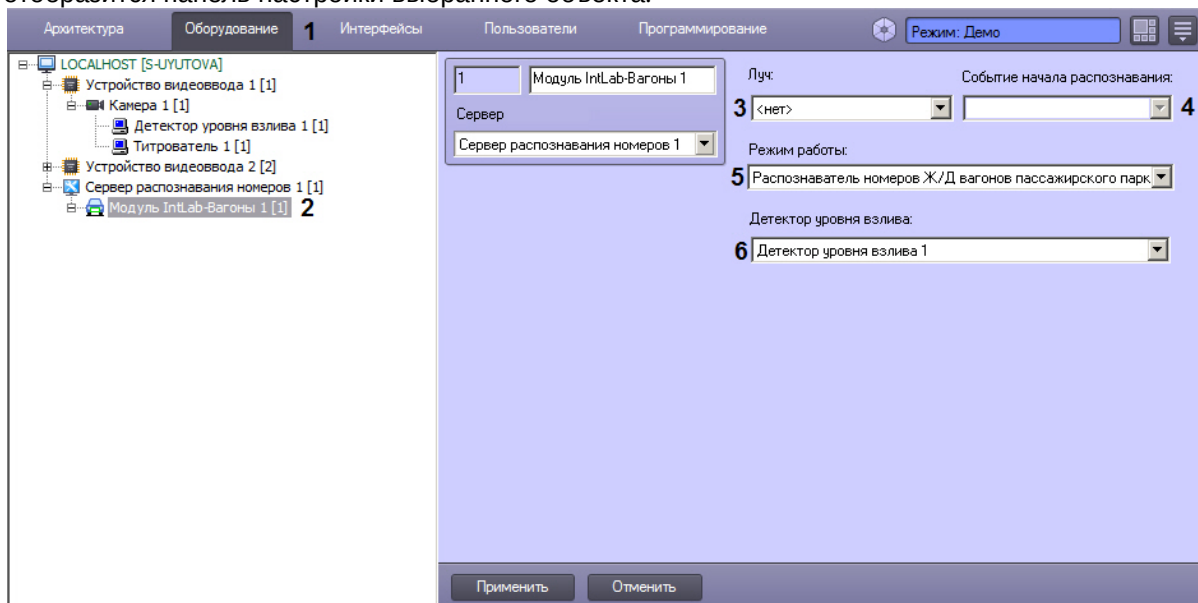 отобразится панель настройки выбранного объекта.
Архитектура Оборудование 1 Интерфейсы Пользователи Программирование Режим: Демо
LOCALHOST [S-UYUTOVA]
Устройство видеоввода 1 [1]
Камера 1 [1]
Детектор уровня взлива 1 [1]
Титрователь 1 [1]
Устройство видеоввода 2 [2]
Сервер распознавания номеров 1 [1]
Модуль IntLab-Вагоны 1 [1] 2
1 Модуль IntLab-Вагоны 1
Сервер
Сервер распознавания номеров 1
Луч: Событие начала распознавания:
3 <нет> 4
Режим работы:
5 Распознаватель номеров Ж/Д вагонов пассажирского парк
Детектор уровня взлива:
6 Детектор уровня взлива 1
Применить Отменить